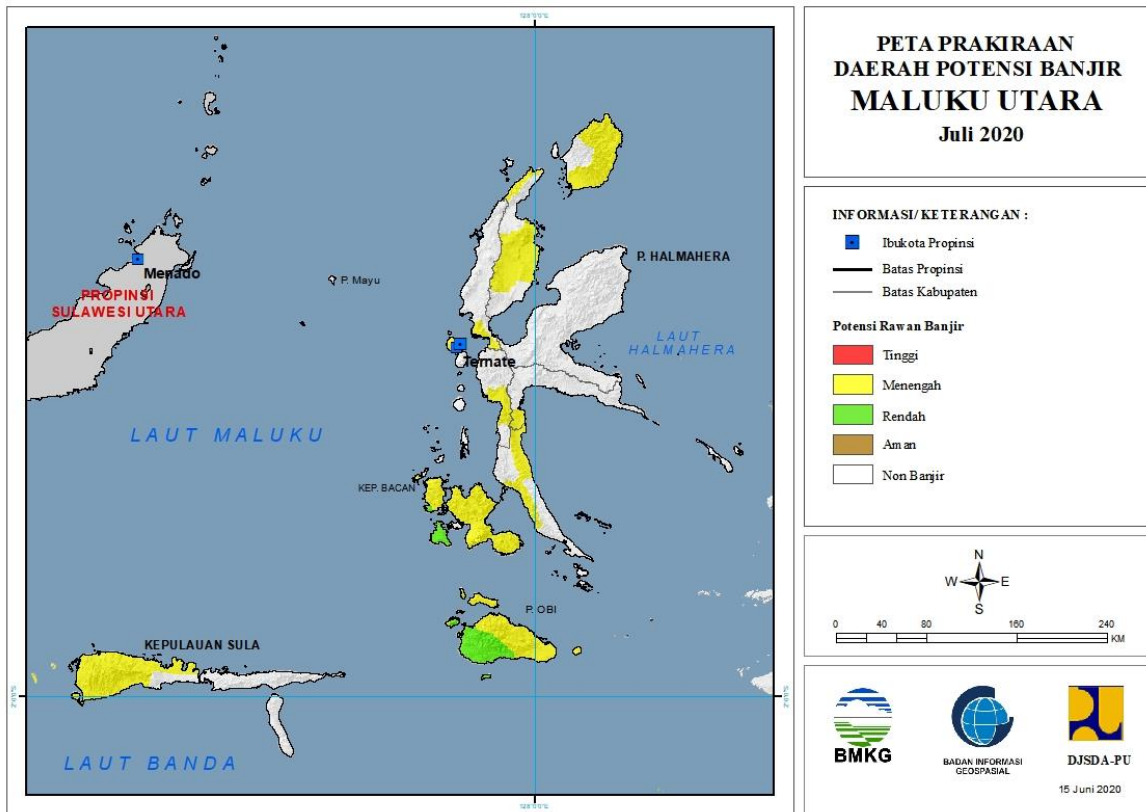 PETA PRAKIRAAN
DAERAH POTENSI BANJIR
MALUKU UTARA
Juli 2020
INFORMASI/ KETERANGAN :
Ibukota Propinsi
Batas Propinsi
Batas Kabupaten
Potensi Rawan Banjir
Tinggi
Menengah
Rendah
Aman
Non Banjir
N
W E
S
0 40 80 160 240
KM
BMKG
BADAN INFORMASI
GEOSPASIAL
DJSDA-PU
15 Juni 2020
Menado
PROPINSI
SULAWESI UTARA
P. Mayu
P. HALMAHERA
LAUT
HALMAHERA
Ternate
LAUT MALUKU
KEP. BACAN
P. OBI
KEPULAUAN SULA
LAUT BANDA